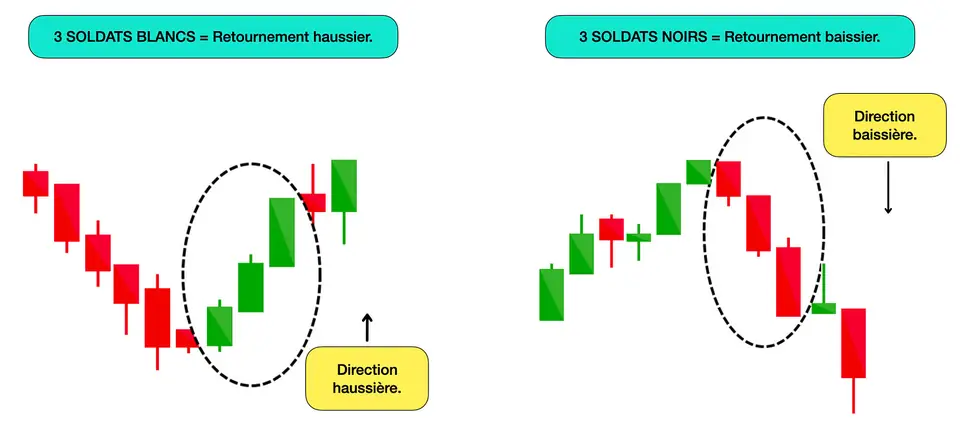 3 SOLDATS BLANCS = Retournement haussier.
3 SOLDATS NOIRS = Retournement baissier.
Direction
baissière.
Direction
haussière.